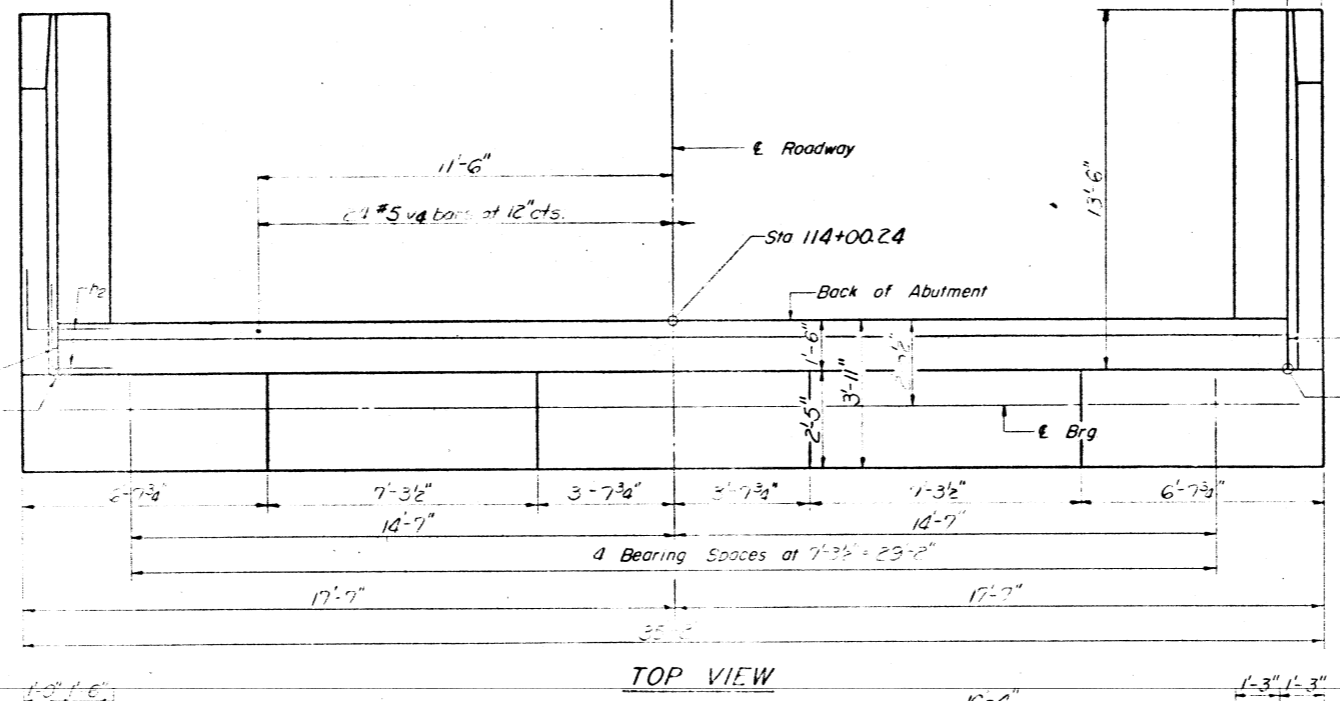 ℄ Roadway
11'-6"
#5 v4 bars at 12"cts.
13'-6"
Sta 114+00.24
h2
Back of Abutment
1'-6"
3'-11"
2'-5"
℄ Brg
7'-3½" 3'-7¾" 3'-7¾" 7'-3½" 6'-7¾"
14'-7" 14'-7"
4 Bearing Spaces at 7'-3½" = 29'-2"
17'-7" 17'-7"
TOP VIEW
1'-6" 1'-3" 1'-3"